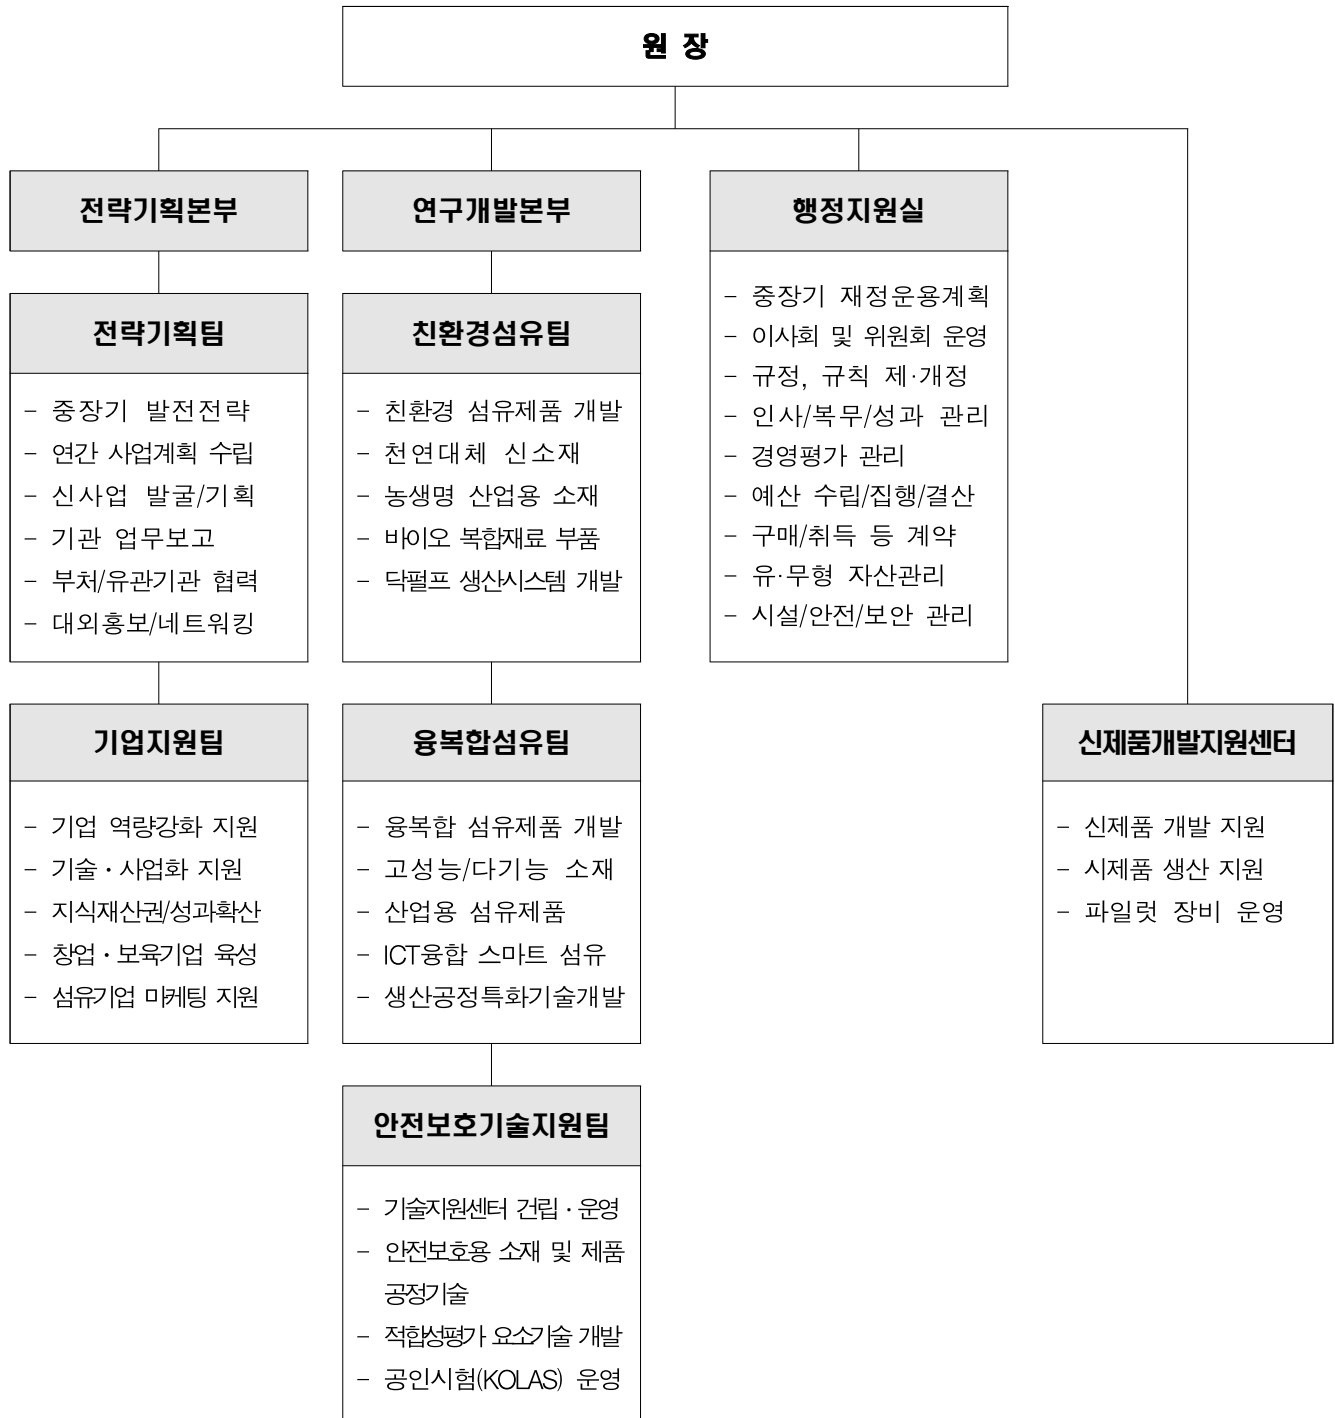 원 장
전략기획본부
연구개발본부
행정지원실
전략기획팀
- 중장기 발전전략
- 연간 사업계획 수립
- 신사업 발굴/기획
- 기관 업무보고
- 부처/유관기관 협력
- 대외홍보/네트워킹
친환경섬유팀
- 친환경 섬유제품 개발
- 천연대체 신소재
- 농생명 산업용 소재
- 바이오 복합재료 부품
- 닥펄프 생산시스템 개발
- 중장기 재정운용계획
- 이사회 및 위원회 운영
- 규정, 규칙 제·개정
- 인사/복무/성과 관리
- 경영평가 관리
- 예산 수립/집행/결산
- 구매/취득 등 계약
- 유·무형 자산관리
- 시설/안전/보안 관리
기업지원팀
- 기업 역량강화 지원
- 기술·사업화 지원
- 지식재산권/성과확산
- 창업·보육기업 육성
- 섬유기업 마케팅 지원
융복합섬유팀
- 융복합 섬유제품 개발
- 고성능/다기능 소재
- 산업용 섬유제품
- ICT융합 스마트 섬유
- 생산공정특화기술개발
신제품개발지원센터
- 신제품 개발 지원
- 시제품 생산 지원
- 파일럿 장비 운영
안전보호기술지원팀
- 기술지원센터 건립·운영
- 안전보호용 소재 및 제품
공정기술
- 적합성평가 요소기술 개발
- 공인시험(KOLAS) 운영